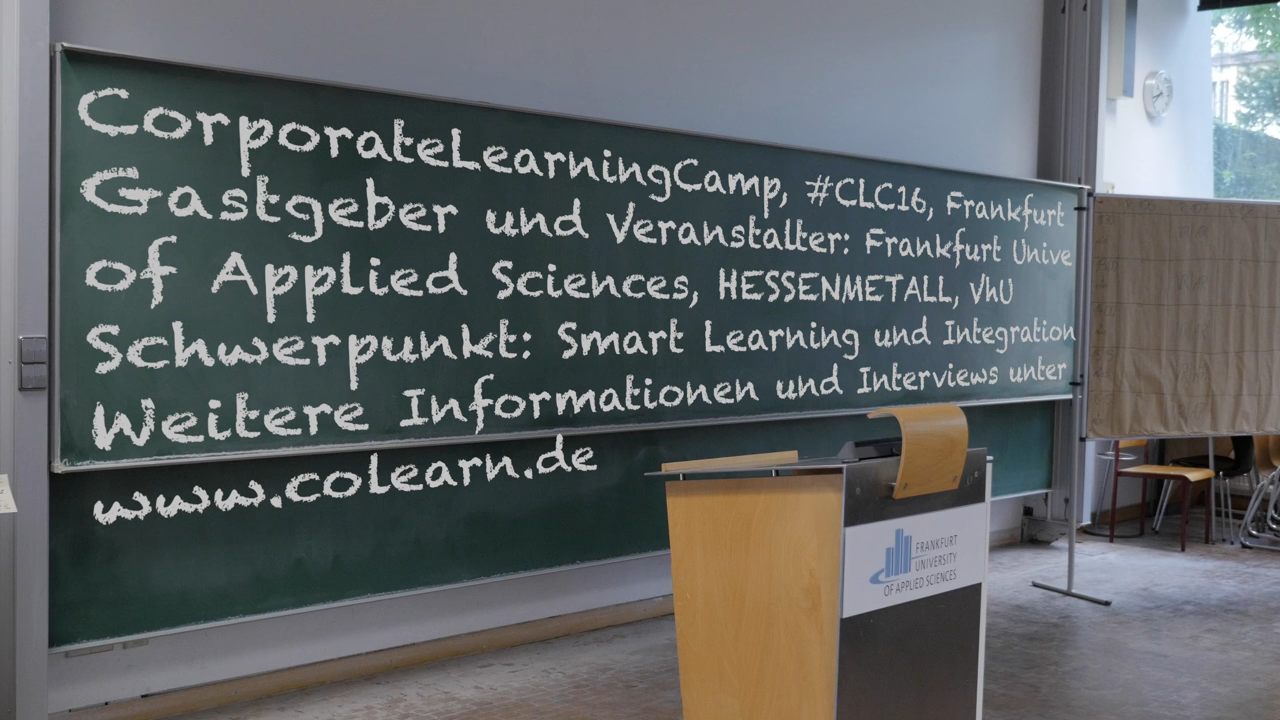 CorporateLearningCamp, #CLC16, Frankfurt
Gastgeber und Veranstalter: Frankfurt Unive
of Applied Sciences, HESSENMETALL, VhU
Schwerpunkt: Smart Learning und Integration
Weitere Informationen und Interviews unter
www.colearn.de
FRANKFURT
UNIVERSITY
OF APPLIED SCIENCES